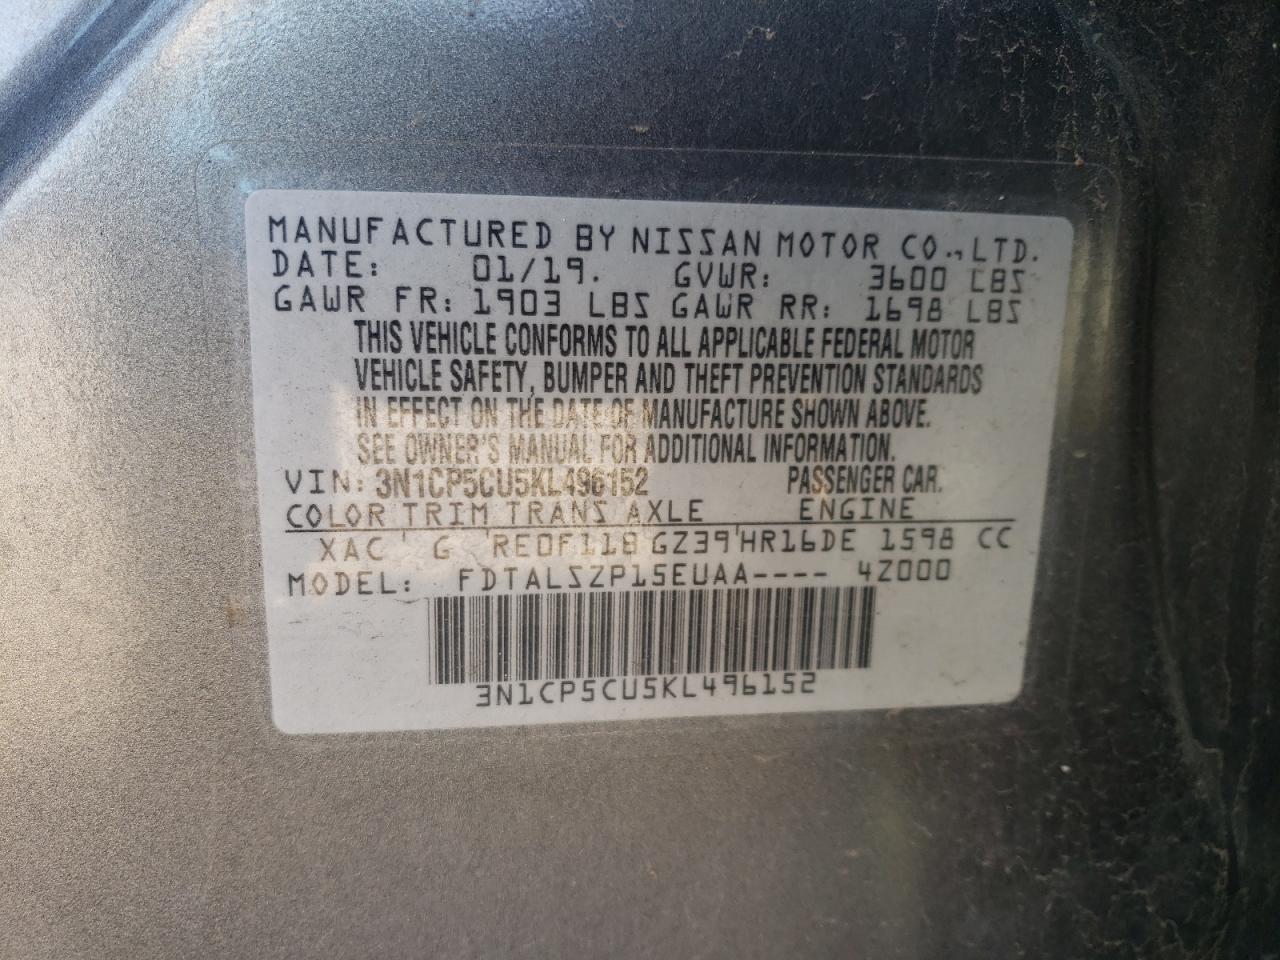 MANUFACTURED BY NISSAN MOTOR CO., LTD.
DATE: 01/19. GVWR: 3600 LBS
GAWR FR: 1903 LBS GAWR RR: 1698 LBS
THIS VEHICLE CONFORMS TO ALL APPLICABLE FEDERAL MOTOR
VEHICLE SAFETY, BUMPER AND THEFT PREVENTION STANDARDS
IN EFFECT ON THE DATE OF MANUFACTURE SHOWN ABOVE.
SEE OWNER'S MANUAL FOR ADDITIONAL INFORMATION.
VIN: 3N1CP5CU5KL496152 PASSENGER CAR.
COLOR TRIM TRANS AXLE ENGINE
XAC ' G ' RE0F11B GZ39'HR16DE 1598 CC
MODEL: FDTALSZP15EUAA---- 4Z000
3N1CP5CU5KL496152